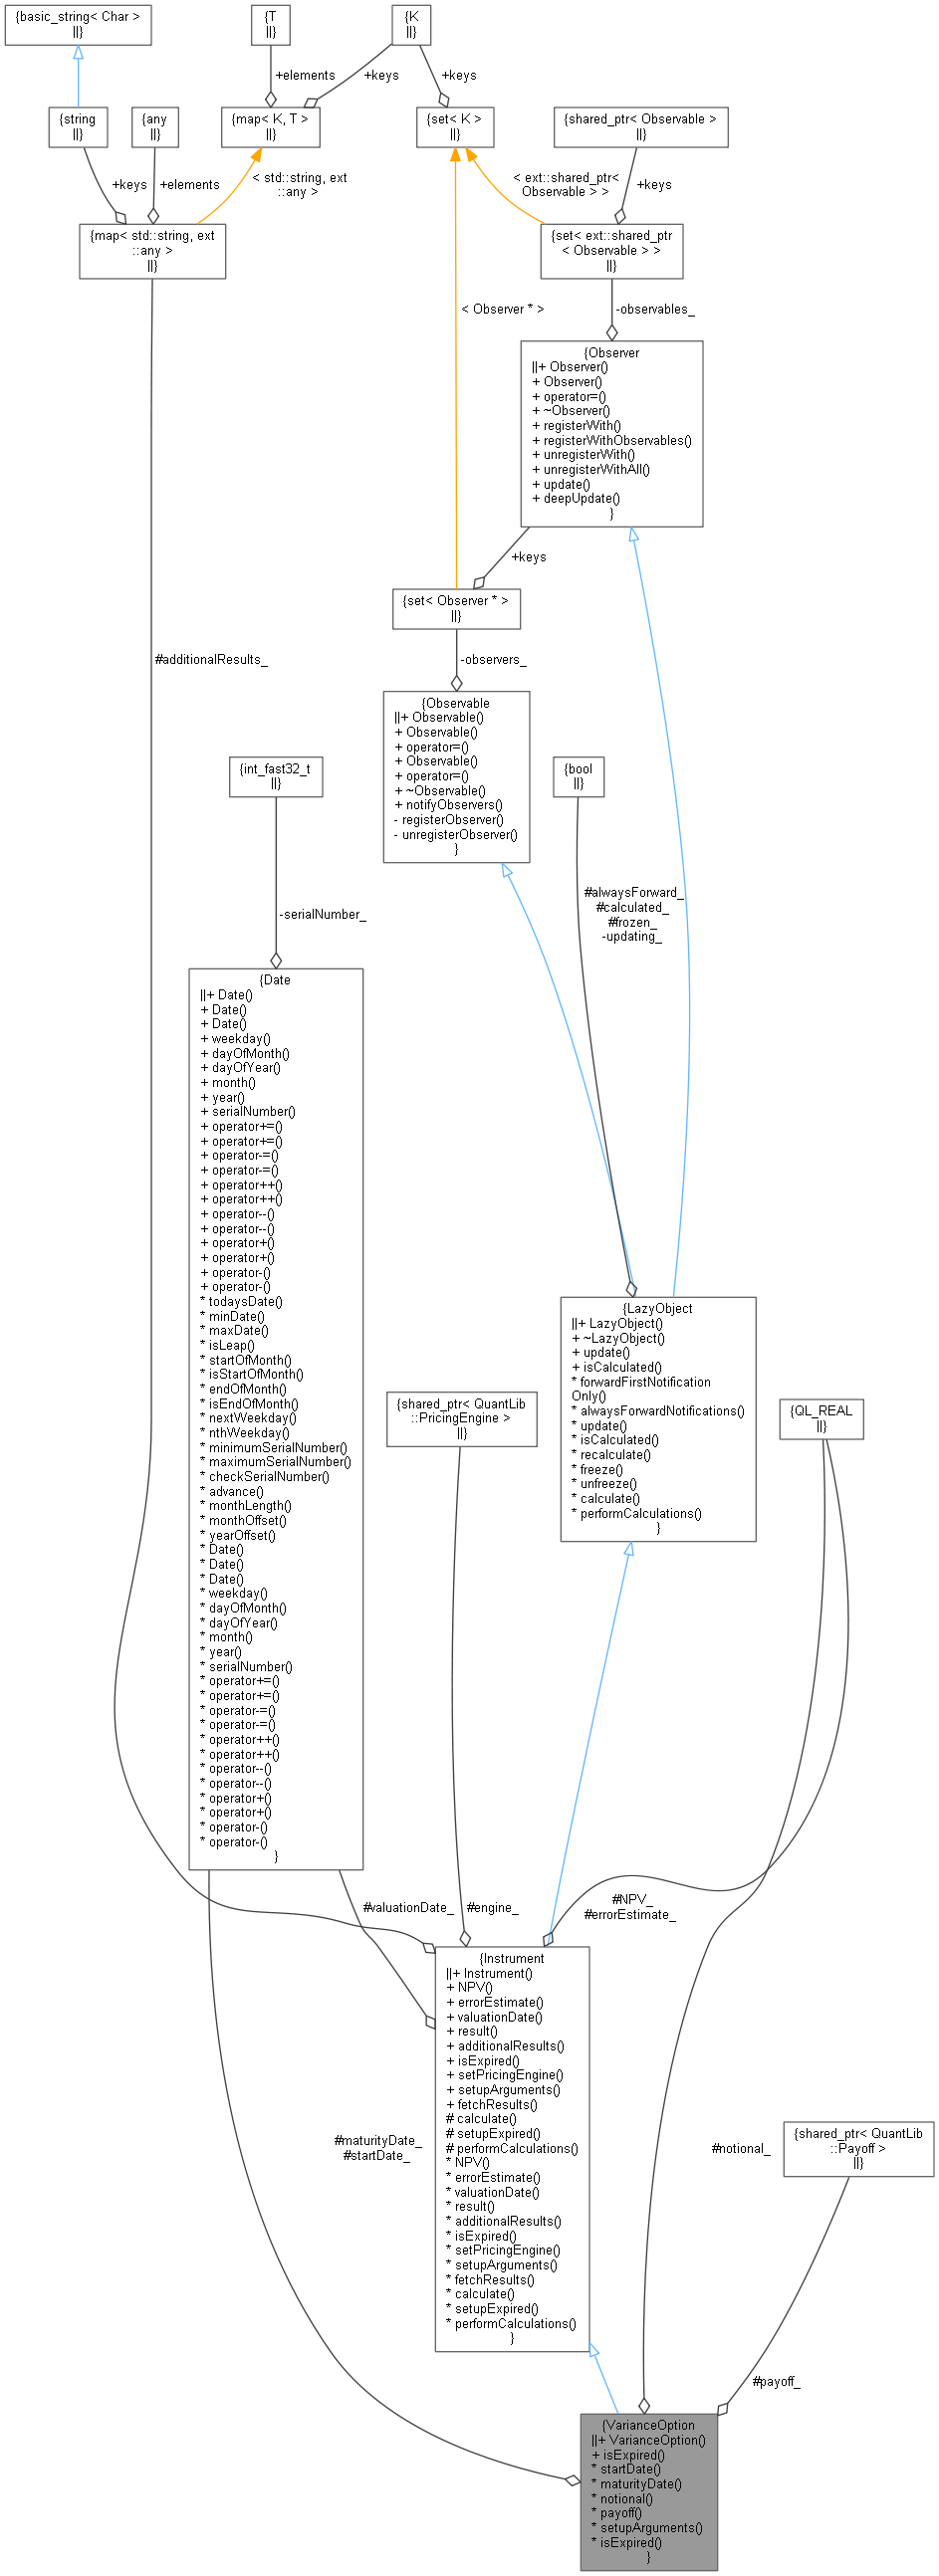 {basic_string< Char >
||}
{T
||}
{K
||}
+elements
+keys
+keys
{string
||}
{any
||}
{map< K, T >
||}
{set< K >
||}
{shared_ptr< Observable >
||}
+keys
+elements
< std::string, ext
::any >
< ext::shared_ptr<
Observable > >
+keys
{map< std::string, ext
::any >
||}
{set< ext::shared_ptr
< Observable > >
||}
< Observer * >
-observables_
{Observer
||+ Observer()
+ Observer()
+ operator=()
+ ~Observer()
+ registerWith()
+ registerWithObservables()
+ unregisterWith()
+ unregisterWithAll()
+ update()
+ deepUpdate()
}
+keys
{set< Observer * >
||}
#additionalResults_
-observers_
{Observable
||+ Observable()
+ Observable()
+ operator=()
+ Observable()
+ operator=()
+ ~Observable()
+ notifyObservers()
- registerObserver()
- unregisterObserver()
}
{int_fast32_t
||}
{bool
||}
-serialNumber_
#alwaysForward_
#calculated_
#frozen_
-updating_
{Date
||+ Date()
+ Date()
+ Date()
+ weekday()
+ dayOfMonth()
+ dayOfYear()
+ month()
+ year()
+ serialNumber()
+ operator+=()
+ operator+=()
+ operator-=()
+ operator-=()
+ operator++()
+ operator++()
+ operator--()
+ operator--()
+ operator+()
+ operator+()
+ operator-()
+ operator-()
* todaysDate()
* minDate()
* maxDate()
* isLeap()
* startOfMonth()
* isStartOfMonth()
* endOfMonth()
* isEndOfMonth()
* nextWeekday()
* nthWeekday()
* minimumSerialNumber()
* maximumSerialNumber()
* checkSerialNumber()
* advance()
* monthLength()
* monthOffset()
* yearOffset()
* Date()
* Date()
* Date()
* weekday()
* dayOfMonth()
* dayOfYear()
* month()
* year()
* serialNumber()
* operator+=()
* operator+=()
* operator-=()
* operator-=()
* operator++()
* operator++()
* operator--()
* operator--()
* operator+()
* operator+()
* operator-()
* operator-()
}
{LazyObject
||+ LazyObject()
+ ~LazyObject()
+ update()
+ isCalculated()
* forwardFirstNotification
Only()
* alwaysForwardNotifications()
* update()
* isCalculated()
* recalculate()
* freeze()
* unfreeze()
* calculate()
* performCalculations()
}
{shared_ptr< QuantLib
::PricingEngine >
||}
{QL_REAL
||}
#valuationDate_
#engine_
#NPV_
#errorEstimate_
{Instrument
||+ Instrument()
+ NPV()
+ errorEstimate()
+ valuationDate()
+ result()
+ additionalResults()
+ isExpired()
+ setPricingEngine()
+ setupArguments()
+ fetchResults()
# calculate()
# setupExpired()
# performCalculations()
* NPV()
* errorEstimate()
* valuationDate()
* result()
* additionalResults()
* isExpired()
* setPricingEngine()
* setupArguments()
* fetchResults()
* calculate()
* setupExpired()
* performCalculations()
}
#maturityDate_
#startDate_
#notional_
{shared_ptr< QuantLib
::Payoff >
||}
#payoff_
{VarianceOption
||+ VarianceOption()
+ isExpired()
* startDate()
* maturityDate()
* notional()
* payoff()
* setupArguments()
* isExpired()
}